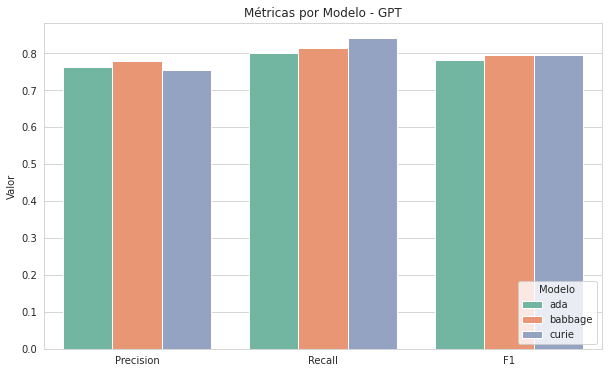 Métricas por Modelo - GPT
Valor
0.8
0.7
0.6
0.5
0.4
0.3
0.2
0.1
0.0
Precision
Recall
F1
Modelo
ada
babbage
curie